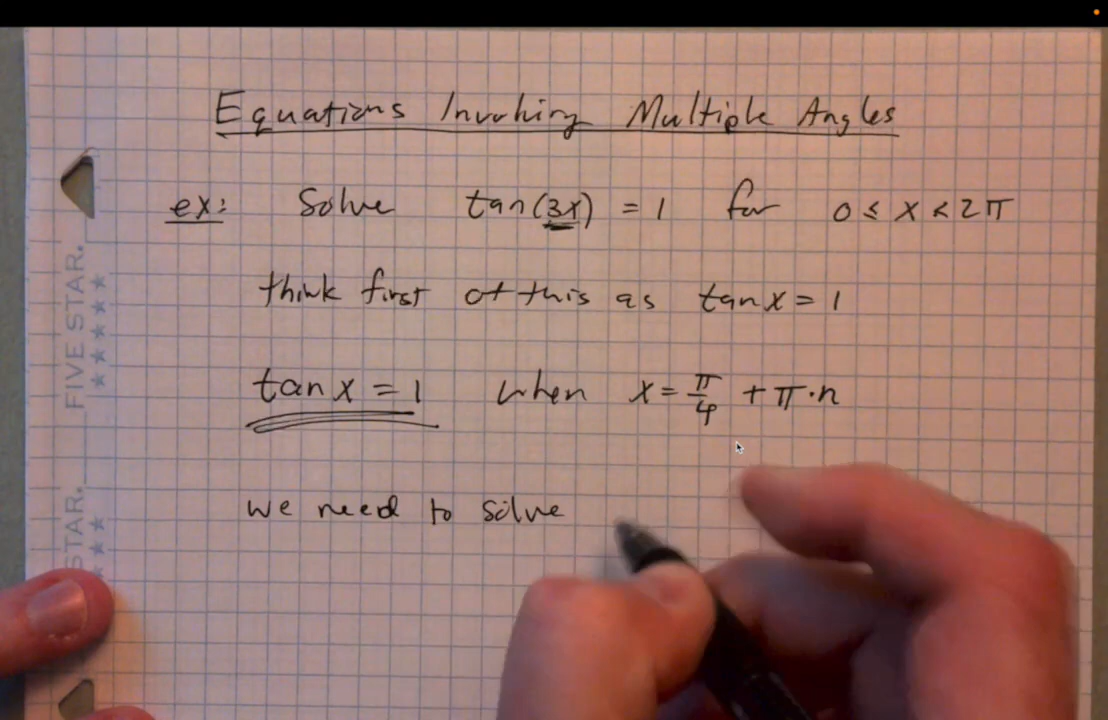 Equations Involving Multiple Angles
ex: Solve tan(3x) = 1 for 0 ≤ x < 2π
think first of this as tan x = 1
tan x = 1 when x = π/4 + π·n
we need to solve
FIVE STAR.
STAR.